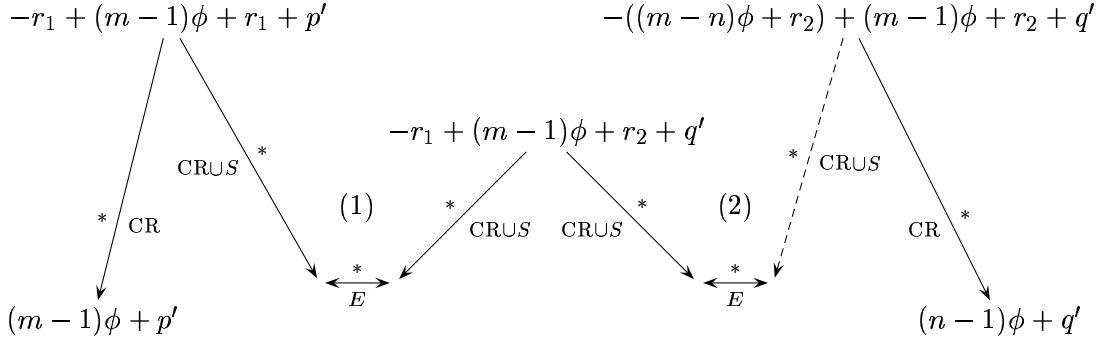 −r₁ + (m − 1)ϕ + r₁ + p′
−((m − n)ϕ + r₂) + (m − 1)ϕ + r₂ + q′
−r₁ + (m − 1)ϕ + r₂ + q′
* CR
CR∪S *
(1)
* CR∪S
CR∪S *
(2)
* CR∪S
CR *
*
E
*
E
(m − 1)ϕ + p′
(n − 1)ϕ + q′